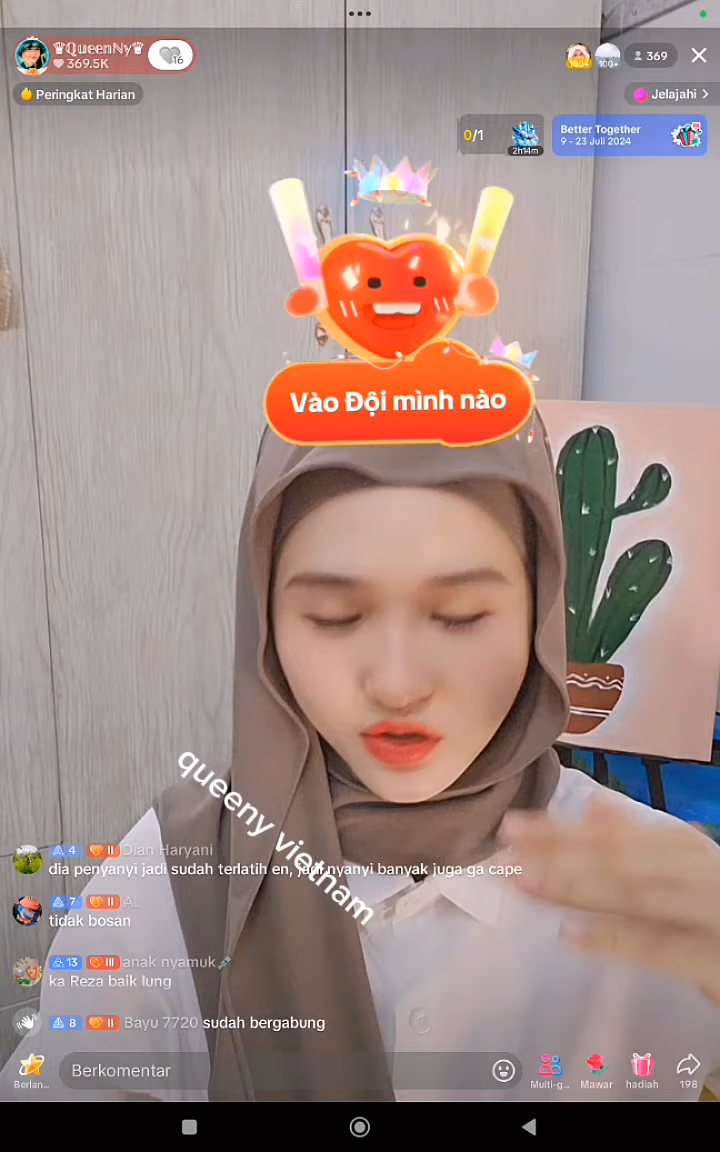 ♛ℚ𝕦𝕖𝕖𝕟ℕ𝕪♛
369.5K
16
100+
369
Peringkat Harian
Jelajahi
0/1
2h14m
Better Together
9 - 23 Juli 2024
Vào Đội mình nào
queeny vietnam
4 II Dian Haryani
dia penyanyi jadi sudah terlatih en, jadi nyanyi banyak juga ga cape
7 II AL
tidak bosan
13 III anak nyamuk
ka Reza baik lung
8 II Bayu 7720 sudah bergabung
Berlan...
Berkomentar
Multi-g...
Mawar
hadiah
198